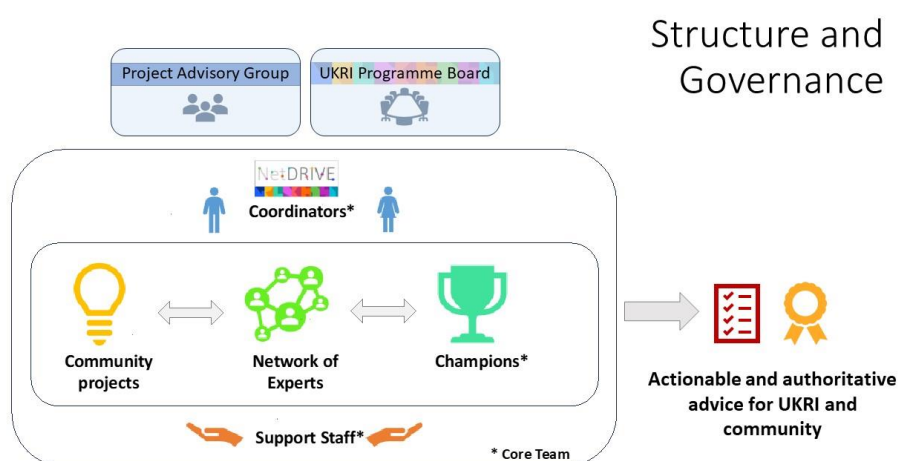 Structure and
Governance
Project Advisory Group
UKRI Programme Board
NetDRIVE
Coordinators*
Community
projects
Network of
Experts
Champions*
Actionable and authoritative
advice for UKRI and
community
Support Staff*
* Core Team